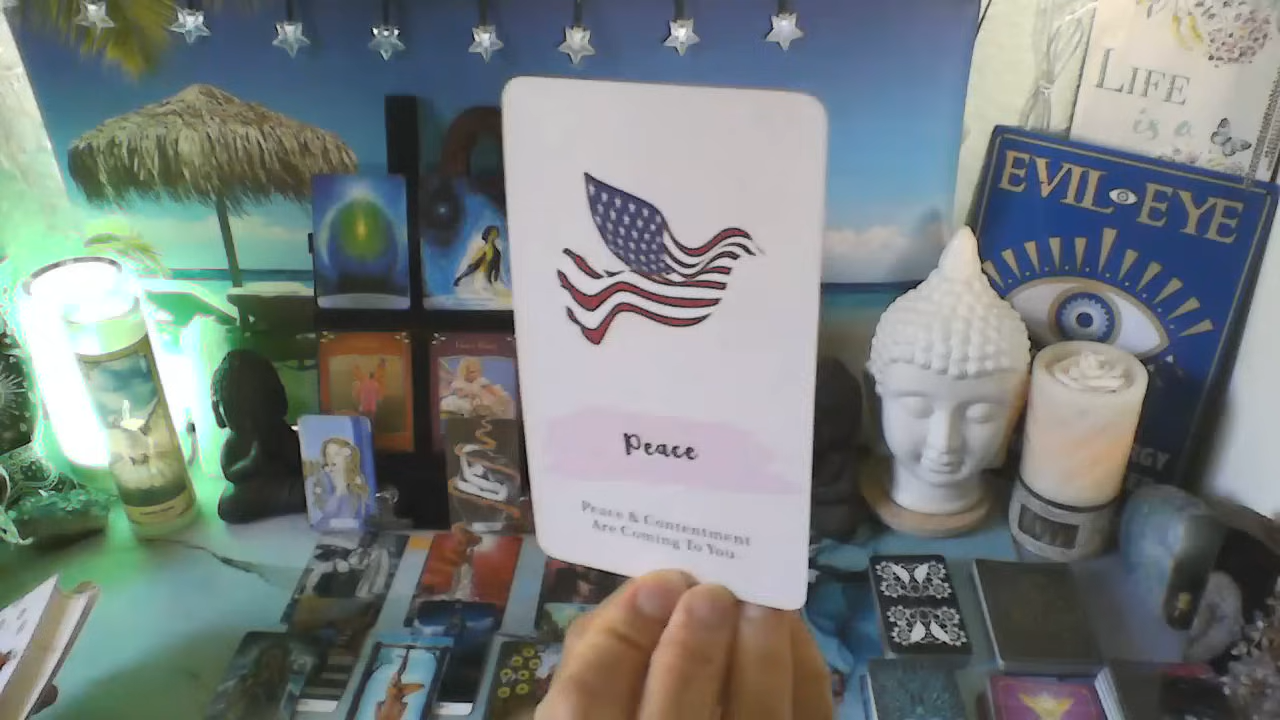 Peace
Peace & Contentment
Are Coming To You
LIFE
is a
EVIL EYE